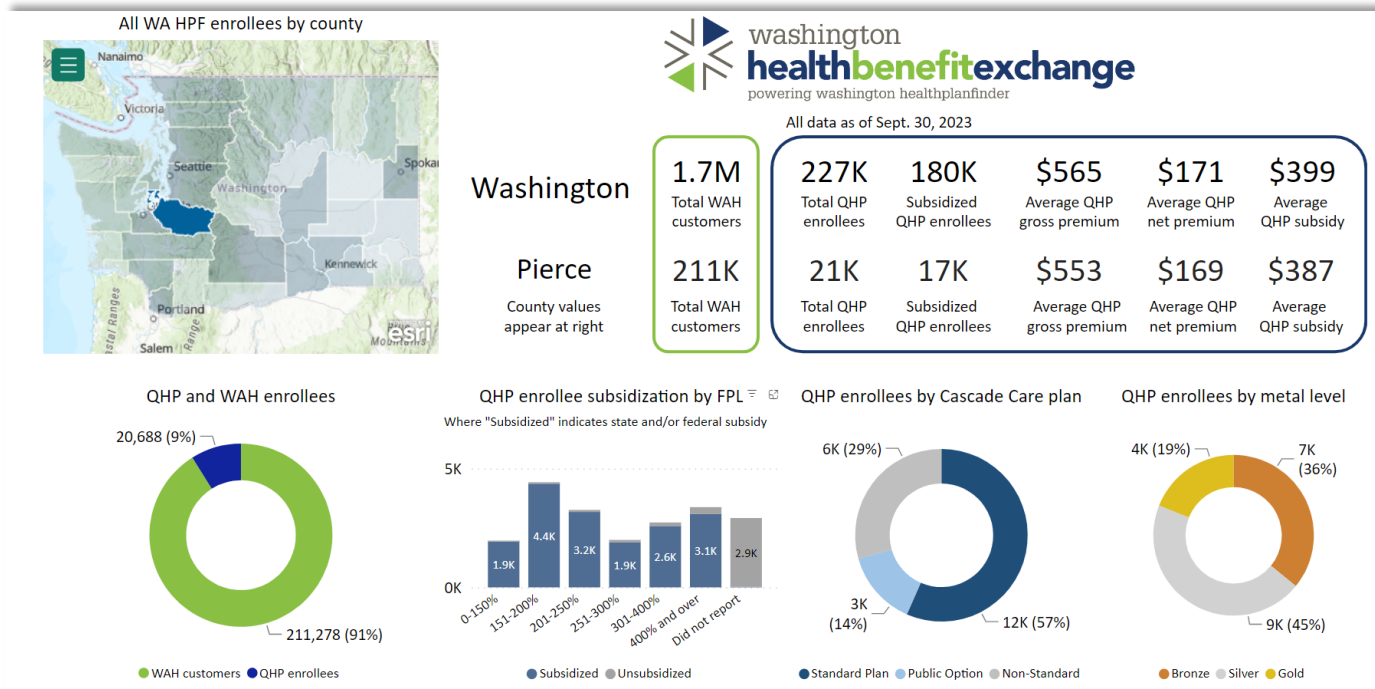 All WA HPF enrollees by county
Nanaimo
Victoria
Seattle
Washington
Kennewick
Portland
Salem
Range
esri
washington
healthbenefitexchange
powering washington healthplanfinder
All data as of Sept. 30, 2023
Washington
1.7M
Total WAH
customers
227K
Total QHP
enrollees
180K
Subsidized
QHP enrollees
$565
Average QHP
gross premium
$171
Average QHP
net premium
$399
Average
QHP subsidy
Pierce
County values
appear at right
211K
Total WAH
customers
21K
Total QHP
enrollees
17K
Subsidized
QHP enrollees
$553
Average QHP
gross premium
$169
Average QHP
net premium
$387
Average
QHP subsidy
QHP and WAH enrollees
20,688 (9%)
211,278 (91%)
WAH customers QHP enrollees
QHP enrollee subsidization by FPL
Where "Subsidized" indicates state and/or federal subsidy
5K
0K
1.9K
4.4K
3.2K
1.9K
2.6K
3.1K
2.9K
0-150%
151-200%
201-250%
251-300%
301-400%
400% and over
Did not report
Subsidized Unsubsidized
QHP enrollees by Cascade Care plan
6K (29%)
3K
(14%)
12K (57%)
Standard Plan Public Option Non-Standard
QHP enrollees by metal level
4K (19%)
7K
(36%)
9K (45%)
Bronze Silver Gold